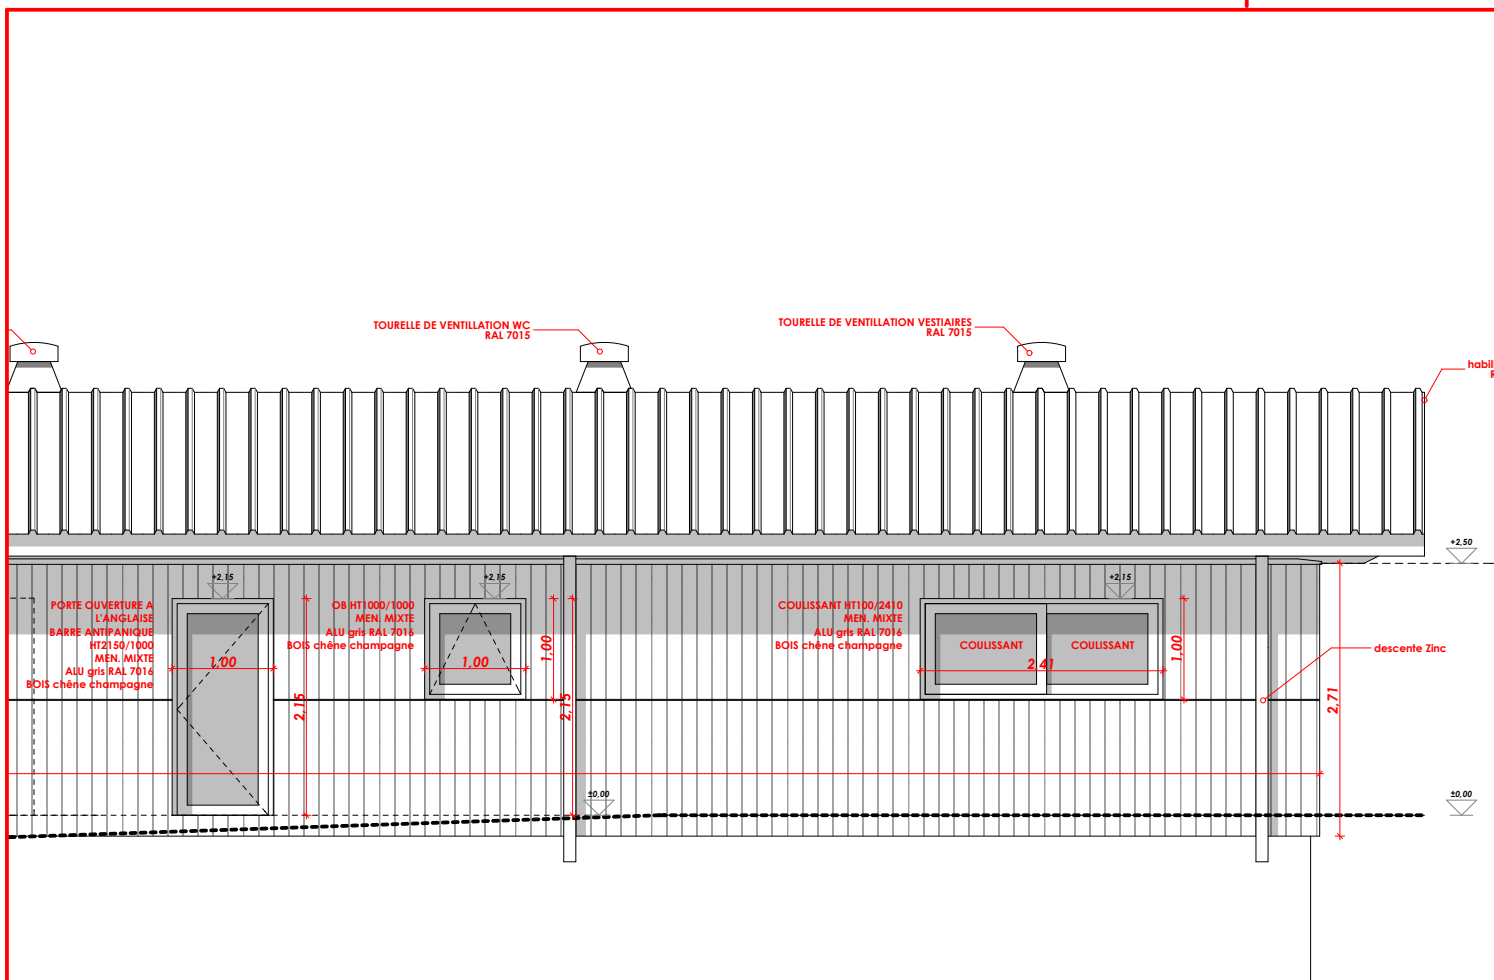 TOURELLE DE VENTILLATION WC
RAL 7015
TOURELLE DE VENTILLATION VESTIAIRES
RAL 7015
habil
R
+2,50
+2,15
+2,15
+2,15
PORTE OUVERTURE A
L'ANGLAISE
BARRE ANTIPANIQUE
HT2150/1000
MEN. MIXTE
ALU gris RAL 7016
BOIS chêne champagne
1,00
2,15
OB HT1000/1000
MEN. MIXTE
ALU gris RAL 7016
BOIS chêne champagne
1,00
1,00
2,15
COULISSANT HT100/2410
MEN. MIXTE
ALU gris RAL 7016
BOIS chêne champagne
COULISSANT
COULISSANT
2,41
1,00
descente Zinc
2,71
±0,00
±0,00